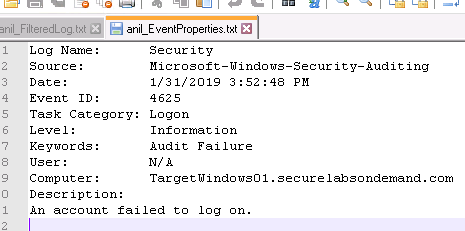 anil_FilteredLog.txt anil_EventProperties.txt
1 Log Name: Security
2 Source: Microsoft-Windows-Security-Auditing
3 Date: 1/31/2019 3:52:48 PM
4 Event ID: 4625
5 Task Category: Logon
6 Level: Information
7 Keywords: Audit Failure
8 User: N/A
9 Computer: TargetWindows01.securelabsondemand.com
0 Description:
1 An account failed to log on.
2